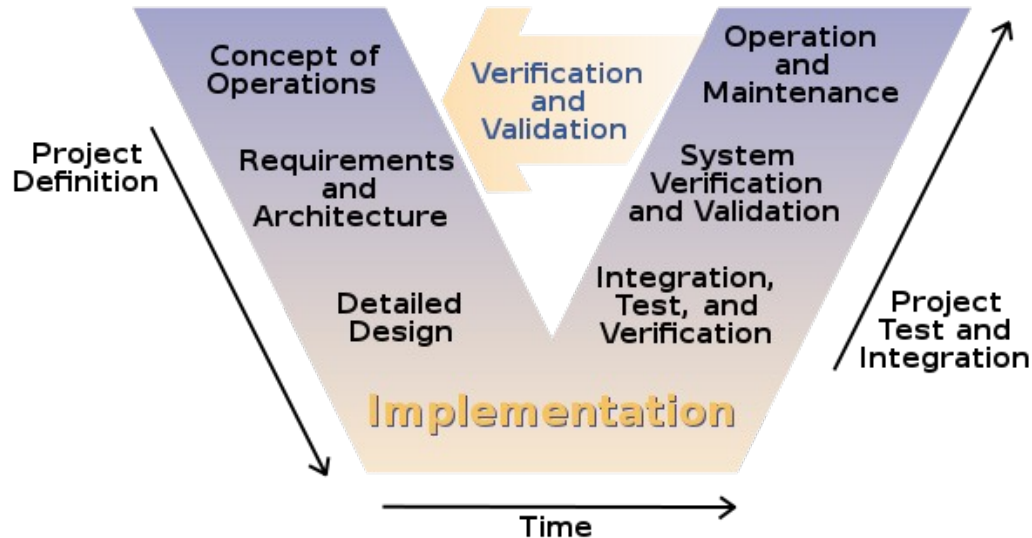 Concept of
Operations
Verification
and
Validation
Operation
and
Maintenance
Project
Definition
Requirements
and
Architecture
System
Verification
and Validation
Detailed
Design
Integration,
Test, and
Verification
Project
Test and
Integration
Implementation
Time